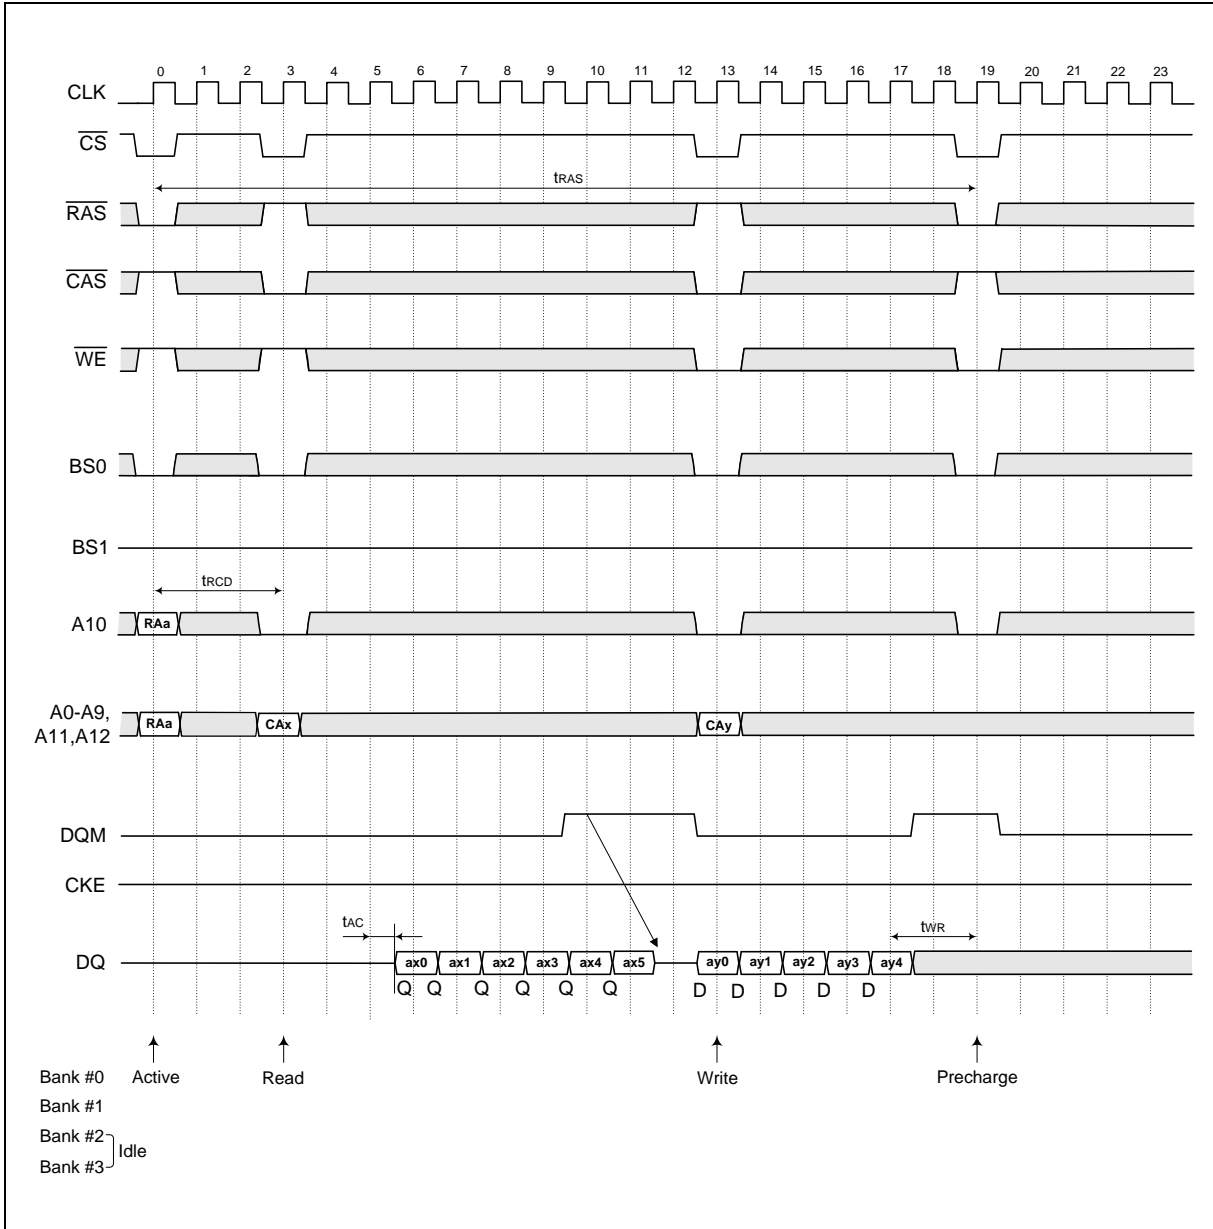 0 1 2 3 4 5 6 7 8 9 10 11 12 13 14 15 16 17 18 19 20 21 22 23
CLK
CS
tRAS
RAS
CAS
WE
BS0
BS1
tRCD
A10 RAa
A0-A9,
A11,A12 RAa CAx CAy
DQM
CKE
tAC tWR
DQ ax0 ax1 ax2 ax3 ax4 ax5 ay0 ay1 ay2 ay3 ay4
Q Q Q Q Q Q D D D D D
Bank #0 Active Read Write Precharge
Bank #1
Bank #2
Idle
Bank #3